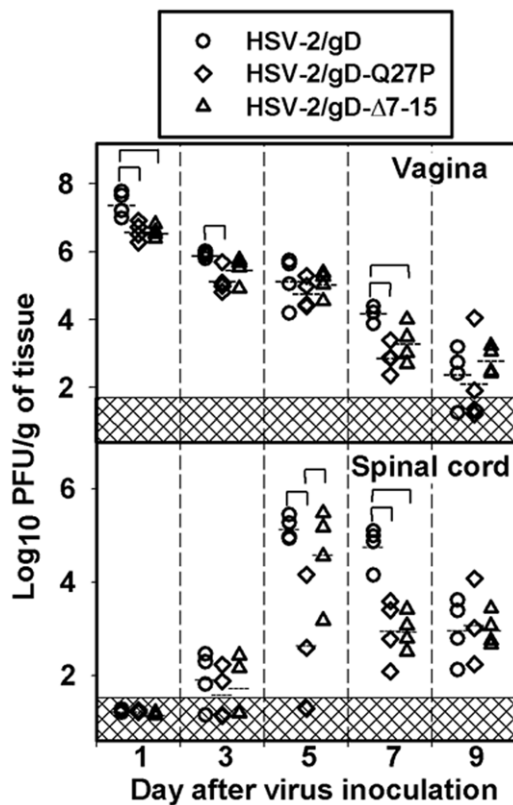 HSV-2/gD
HSV-2/gD-Q27P
HSV-2/gD-Δ7-15
Vagina
8
6
4
2
Spinal cord
6
4
2
Log10 PFU/g of tissue
1 3 5 7 9
Day after virus inoculation